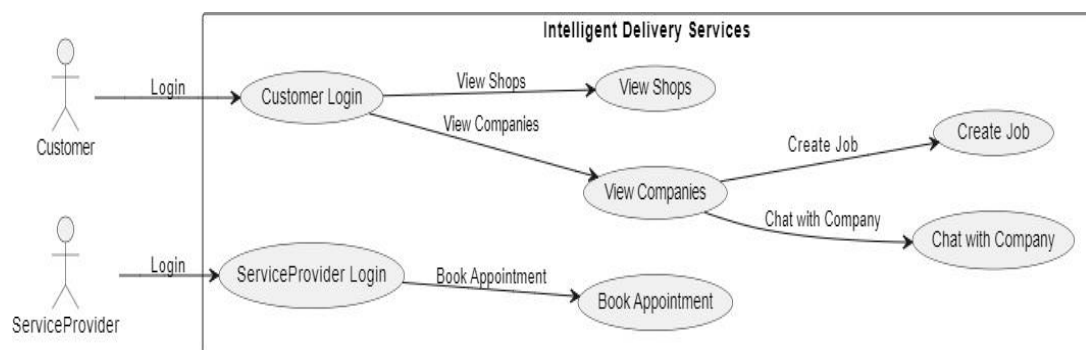 Intelligent Delivery Services
Login
Customer Login
View Shops
View Shops
View Companies
Customer
Create Job
Create Job
View Companies
Chat with Company
Chat with Company
Login
ServiceProvider Login
Book Appointment
Book Appointment
ServiceProvider